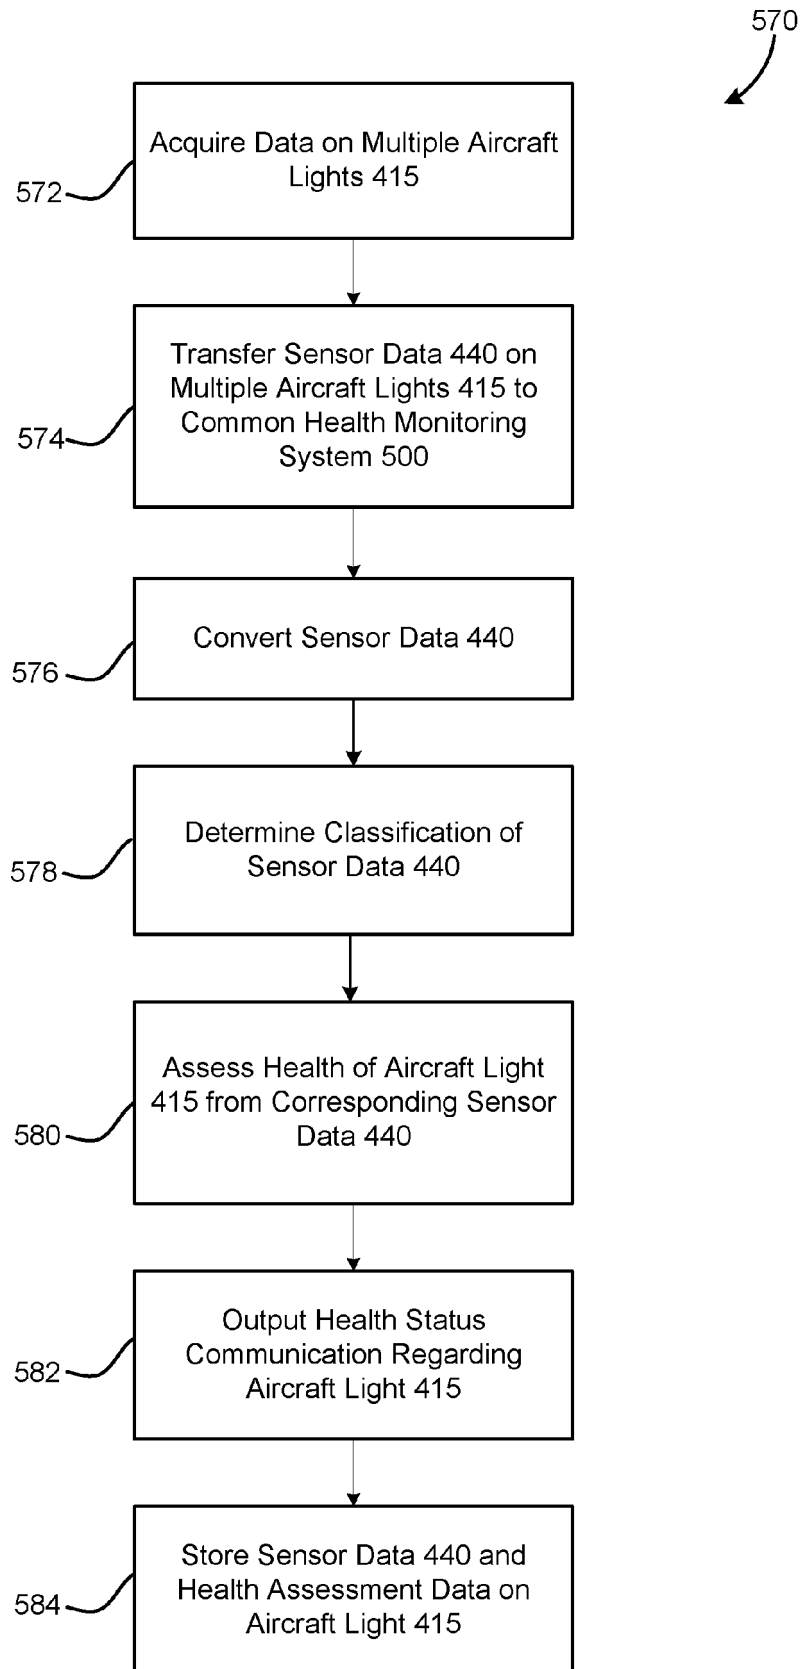 570
Acquire Data on Multiple Aircraft
Lights 415
572
Transfer Sensor Data 440 on
Multiple Aircraft Lights 415 to
Common Health Monitoring
System 500
574
Convert Sensor Data 440
576
Determine Classification of
Sensor Data 440
578
Assess Health of Aircraft Light
415 from Corresponding Sensor
Data 440
580
Output Health Status
Communication Regarding
Aircraft Light 415
582
Store Sensor Data 440 and
Health Assessment Data on
Aircraft Light 415
584